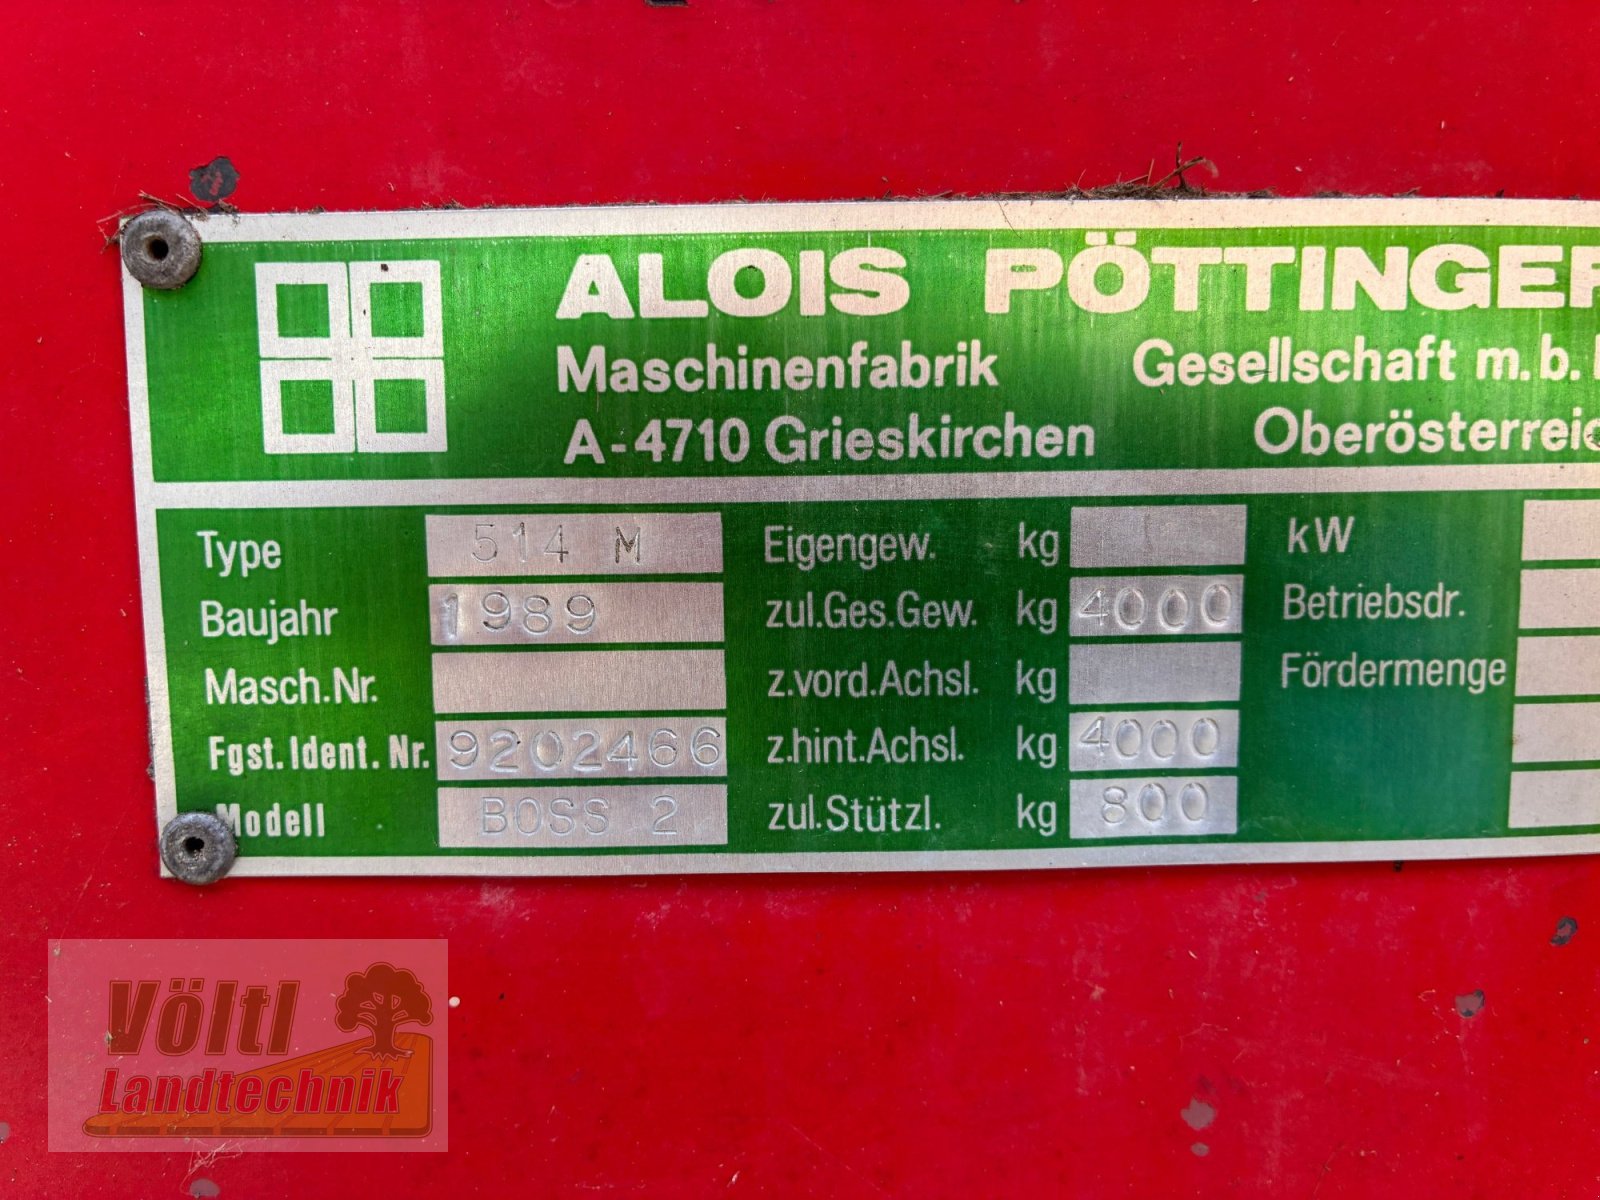 ALOIS PÖTTINGER
Maschinenfabrik Gesellschaft m.b.
A-4710 Grieskirchen Oberösterreic
Type 514 M Eigengew. kg kW
Baujahr 1989 zul.Ges.Gew. kg 4000 Betriebsdr.
Masch.Nr. z.vord.Achsl. kg Fördermenge
Fgst.Ident.Nr. 9202466 z.hint.Achsl. kg 4000
Modell BOSS 2 zul.Stützl. kg 800
Völtl
Landtechnik